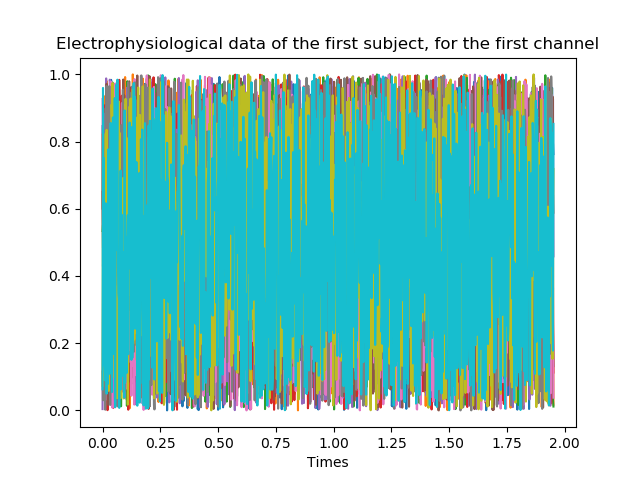 Electrophysiological data of the first subject, for the first channel
1.0
0.8
0.6
0.4
0.2
0.0
0.00 0.25 0.50 0.75 1.00 1.25 1.50 1.75 2.00
Times